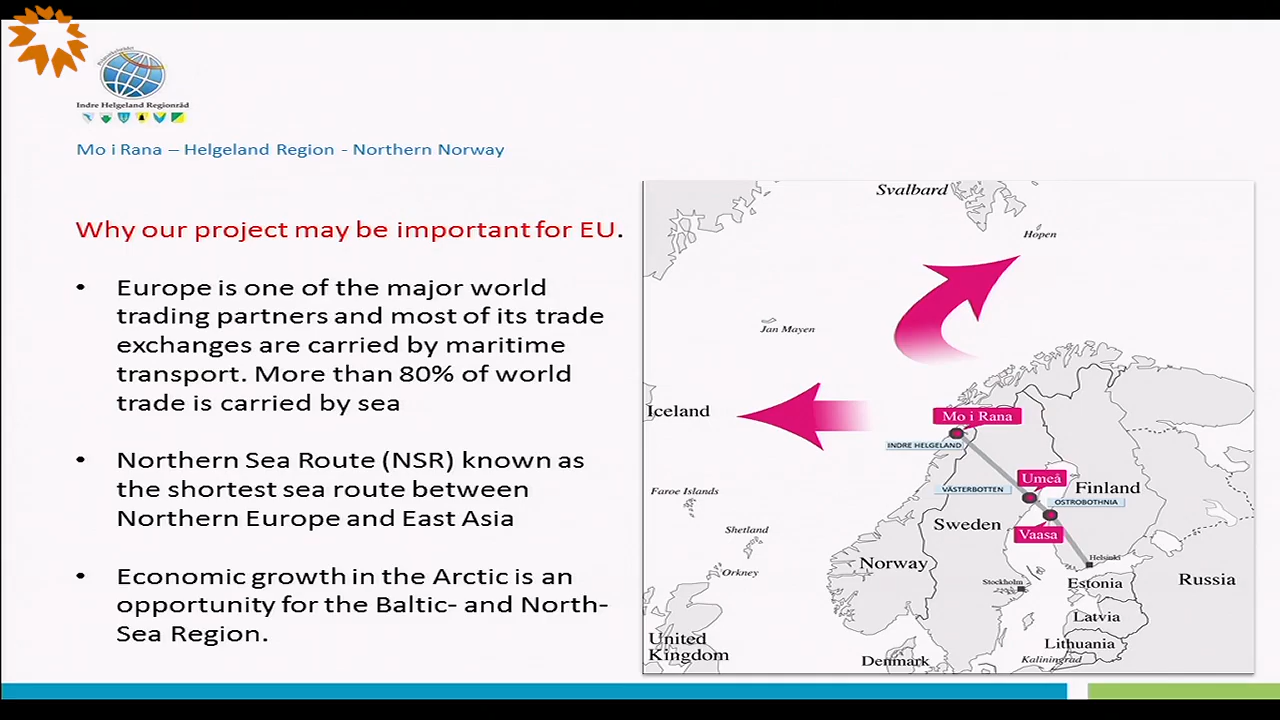 Indre Helgeland Regionråd
Mo i Rana – Helgeland Region - Northern Norway
Why our project may be important for EU.
• Europe is one of the major world
trading partners and most of its trade
exchanges are carried by maritime
transport. More than 80% of world
trade is carried by sea
• Northern Sea Route (NSR) known as
the shortest sea route between
Northern Europe and East Asia
• Economic growth in the Arctic is an
opportunity for the Baltic- and North-
Sea Region.
Svalbard
Hopen
Jan Mayen
Iceland
Mo i Rana
INDRE HELGELAND
Umeå
VÄSTERBOTTEN
Finland
OSTROBOTHNIA
Faroe Islands
Sweden
Vaasa
Shetland
Helsinki
Norway
Orkney
Stockholm
Estonia
Russia
Latvia
United
Kingdom
Lithuania
Denmark
Kaliningrad